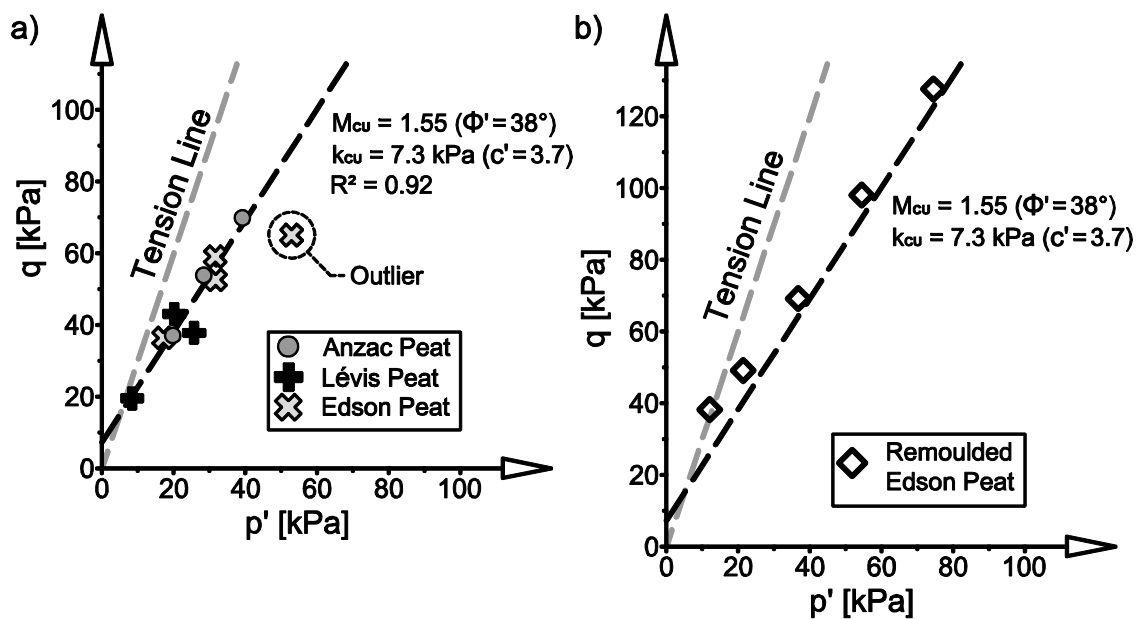 a)
100
80
60
40
20
0
q [kPa]
Tension Line
Mcu = 1.55 (Φ'= 38°)
kcu = 7.3 kPa (c'= 3.7)
R² = 0.92
Outlier
Anzac Peat
Lévis Peat
Edson Peat
0 20 40 60 80 100
p' [kPa]
b)
120
100
80
60
40
20
0
q [kPa]
Tension Line
Mcu = 1.55 (Φ'= 38°)
kcu = 7.3 kPa (c'= 3.7)
Remoulded
Edson Peat
0 20 40 60 80 100
p' [kPa]